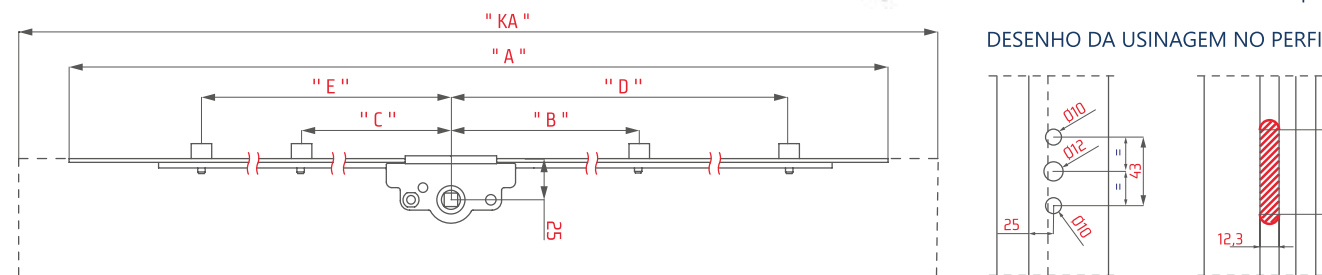 " KA "
" A "
" E "
" D "
" C "
" B "
25
DESENHO DA USINAGEM NO PERFI
Ø10
Ø12
=
=
43
Ø10
25
12,3